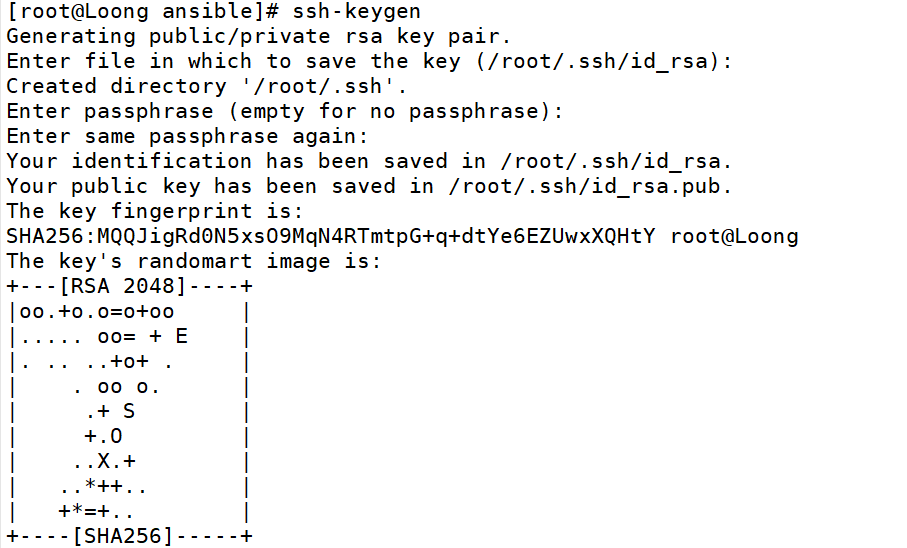 [root@Loong ansible]# ssh-keygen
Generating public/private rsa key pair.
Enter file in which to save the key (/root/.ssh/id_rsa):
Created directory '/root/.ssh'.
Enter passphrase (empty for no passphrase):
Enter same passphrase again:
Your identification has been saved in /root/.ssh/id_rsa.
Your public key has been saved in /root/.ssh/id_rsa.pub.
The key fingerprint is:
SHA256:MQQJigRd0N5xsO9MqN4RTmtpG+q+dtYe6EZUwxXQHtY root@Loong
The key's randomart image is:
+---[RSA 2048]----+
|oo.+o.o=o+oo     |
|..... oo= + E    |
|. .. ..+o+ .     |
|    . oo o.      |
|     .+ S        |
|     +.O         |
|    ..X.+        |
|   ..*++..       |
|   +*=+..        |
+----[SHA256]-----+